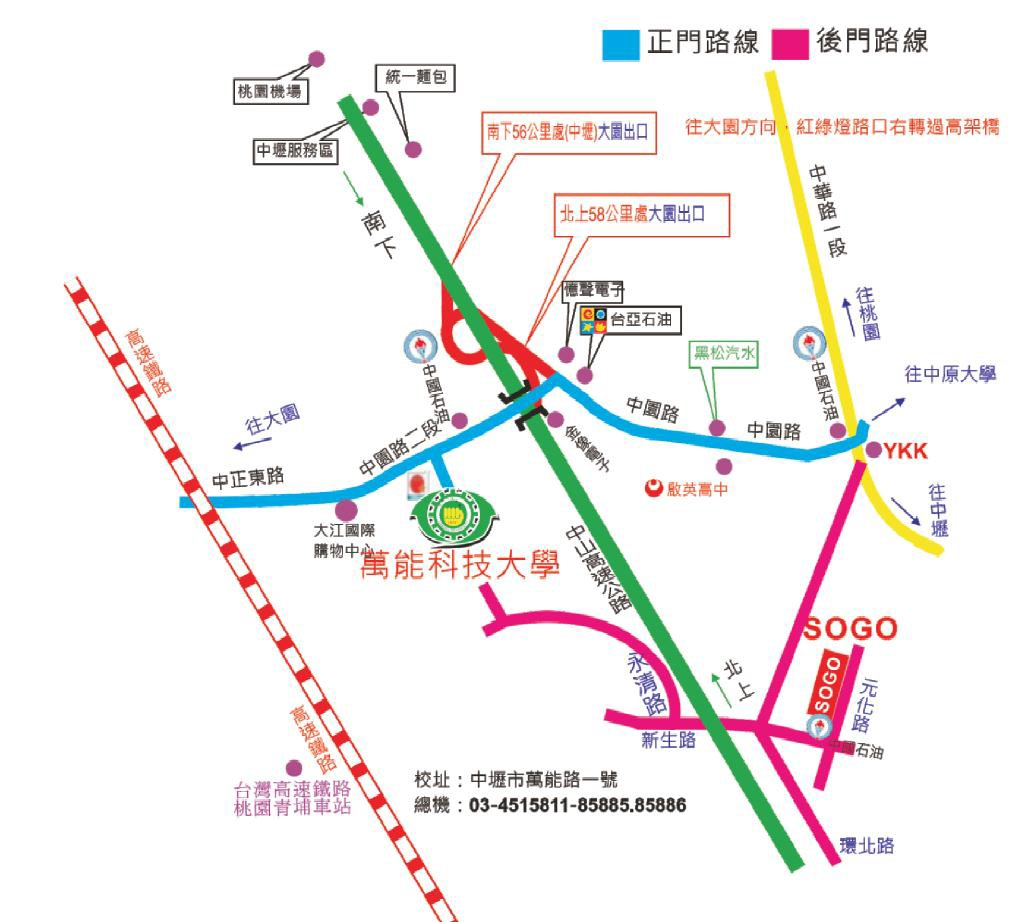 正門路線
後門路線
桃園機場
統一麵包
中壢服務區
南下56公里處(中壢)大園出口
往大園方向，紅綠燈路口右轉過高架橋
北上58公里處大園出口
南下
中華路一段
憶聲電子
台亞石油
往桃園
高速鐵路
中國石油
黑松汽水
中國石油
往中原大學
往大園
中園路二段
中園路
中園路
金像電子
YKK
中正東路
啟英高中
往中壢
大江國際
購物中心
萬能科技大學
中山高速公路
SOGO
SOGO
永清路
北上
元化路
新生路
中國石油
高速鐵路
台灣高速鐵路
桃園青埔車站
校址：中壢市萬能路一號
總機：03-4515811-85885.85886
環北路